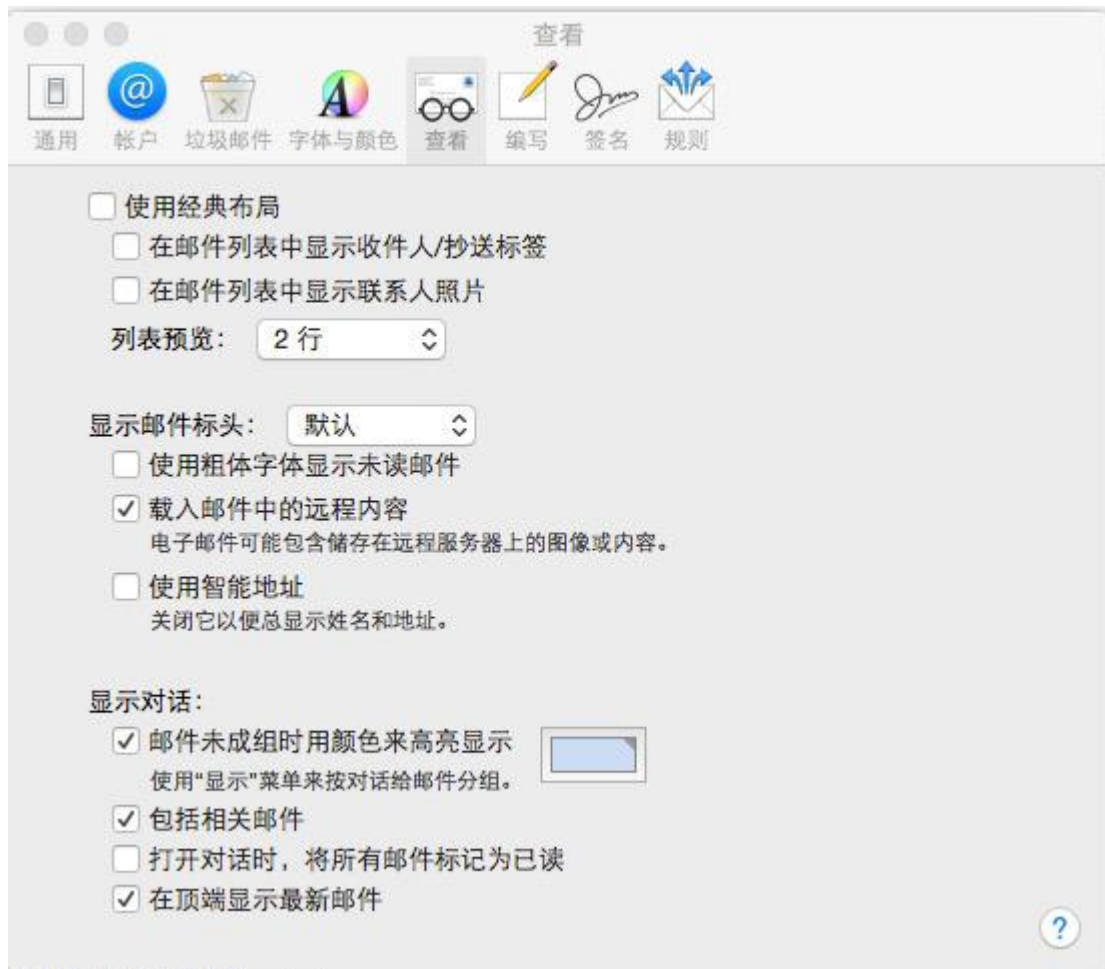 查看
@
通用 帐户 垃圾邮件 字体与颜色 查看 编写 签名 规则
使用经典布局
在邮件列表中显示收件人/抄送标签
在邮件列表中显示联系人照片
列表预览： 2 行
显示邮件标头： 默认
使用粗体字体显示未读邮件
载入邮件中的远程内容
电子邮件可能包含储存在远程服务器上的图像或内容。
使用智能地址
关闭它以便总显示姓名和地址。
显示对话：
邮件未成组时用颜色来高亮显示
使用“显示”菜单来按对话给邮件分组。
包括相关邮件
打开对话时，将所有邮件标记为已读
在顶端显示最新邮件
?